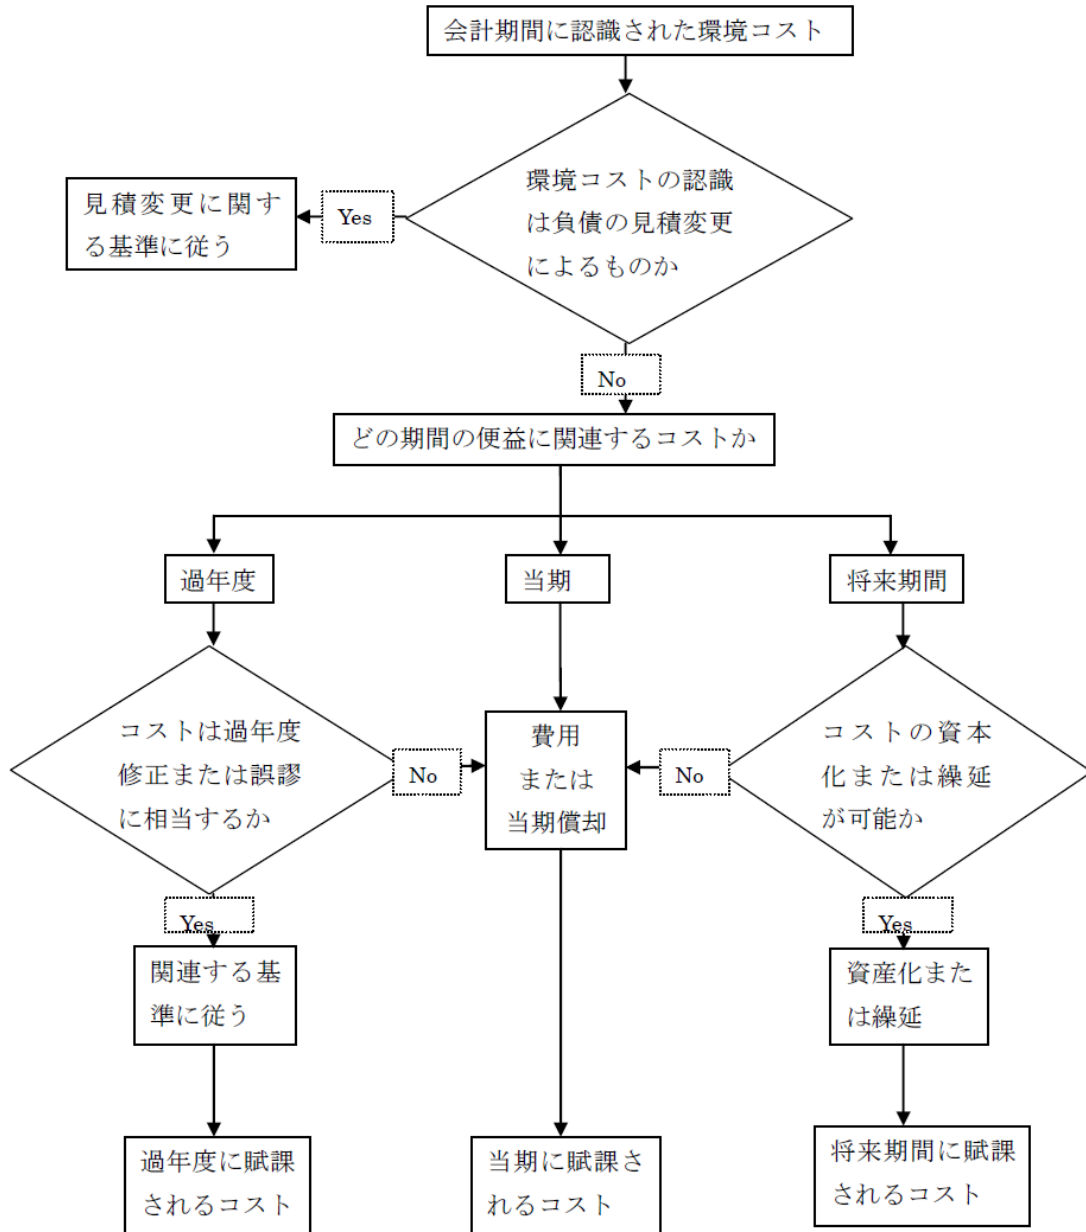 会計期間に認識された環境コスト
環境コストの認識
は負債の見積変更
によるものか
見積変更に関す
る基準に従う
Yes
No
どの期間の便益に関連するコストか
過年度
当期
将来期間
コストは過年度
修正または誤謬
に相当するか
No
費用
または
当期償却
No
コストの資本
化または繰延
が可能か
Yes
Yes
関連する基
準に従う
資産化また
は繰延
過年度に賦課
されるコスト
当期に賦課さ
れるコスト
将来期間に賦課
されるコスト